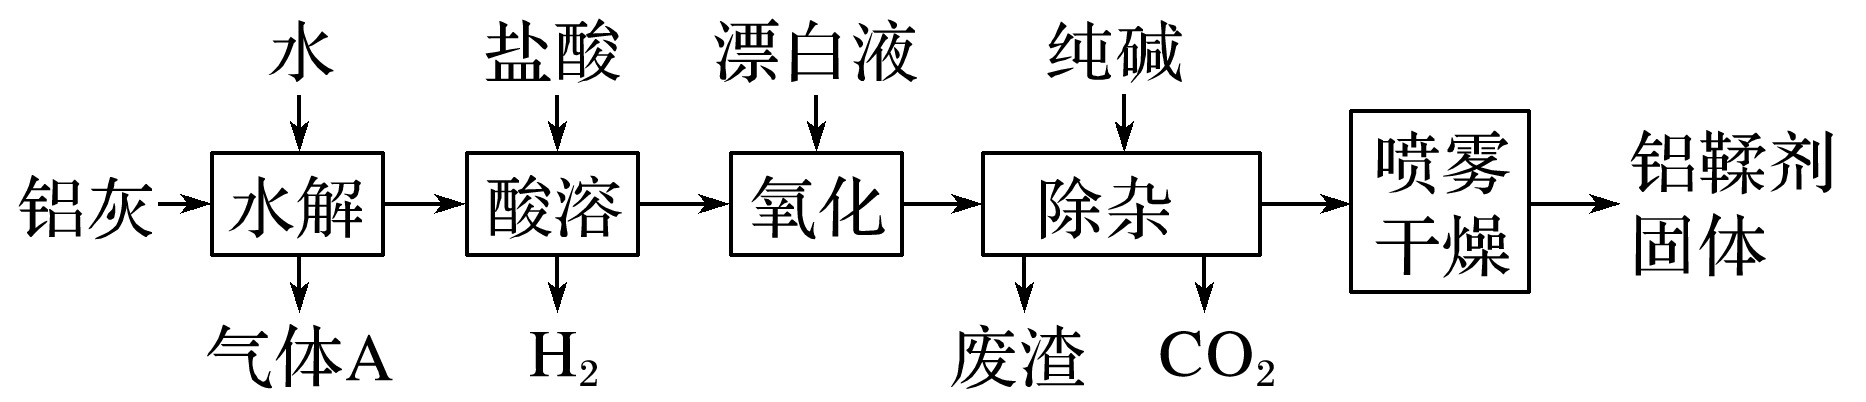 水 盐酸 漂白液 纯碱
铝灰 水解 酸溶 氧化 除杂 喷雾干燥 铝鞣剂固体
气体A H₂ 废渣 CO₂